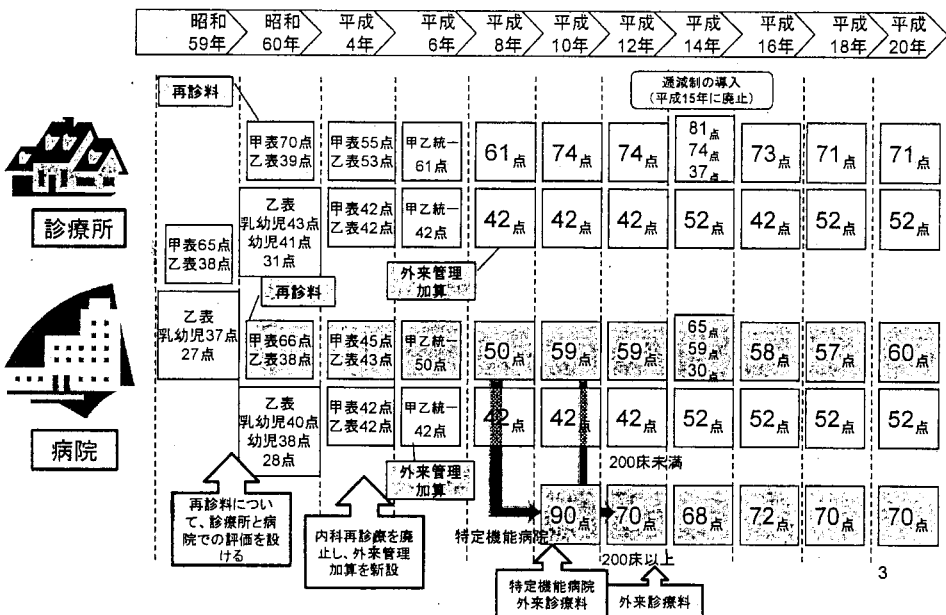 昭和
59年
昭和
60年
平成
4年
平成
6年
平成
8年
平成
10年
平成
12年
平成
14年
平成
16年
平成
18年
平成
20年
再診料
逓減制の導入
(平成15年に廃止)
甲表70点
乙表39点
甲表55点
乙表53点
甲乙統一
61点
61点
74点
74点
81点
74点
37点
73点
71点
71点
診療所
乙表
乳幼児43点
幼児41点
31点
甲表42点
乙表42点
甲乙統一
42点
42点
42点
42点
52点
42点
52点
52点
甲表65点
乙表38点
外来管理
加算
再診料
乙表
乳幼児37点
27点
甲表66点
乙表38点
甲表45点
乙表43点
甲乙統一
50点
50点
59点
59点
65点
59点
30点
58点
57点
60点
病院
乙表
乳幼児40点
幼児38点
28点
甲表42点
乙表42点
甲乙統一
42点
42点
42点
42点
52点
52点
52点
52点
外来管理
加算
200床未満
再診料につい
て、診療所と病
院での評価を設
ける
内科再診療を廃
止し、外来管理
加算を新設
特定機能病院
90点
70点
68点
72点
70点
70点
200床以上
特定機能病院
外来診療料
外来診療料
3